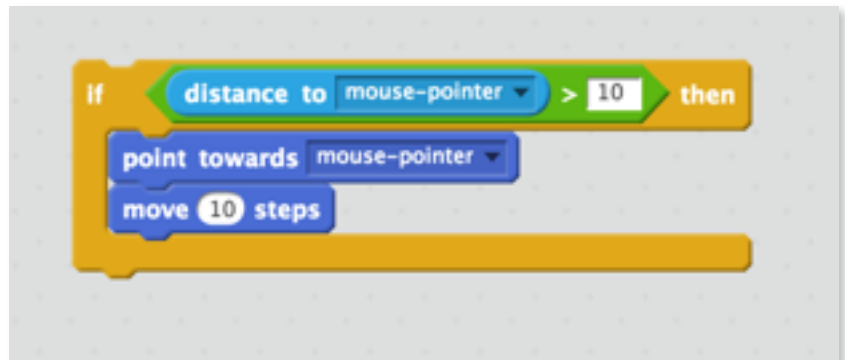 if distance to mouse-pointer > 10 then
point towards mouse-pointer
move 10 steps